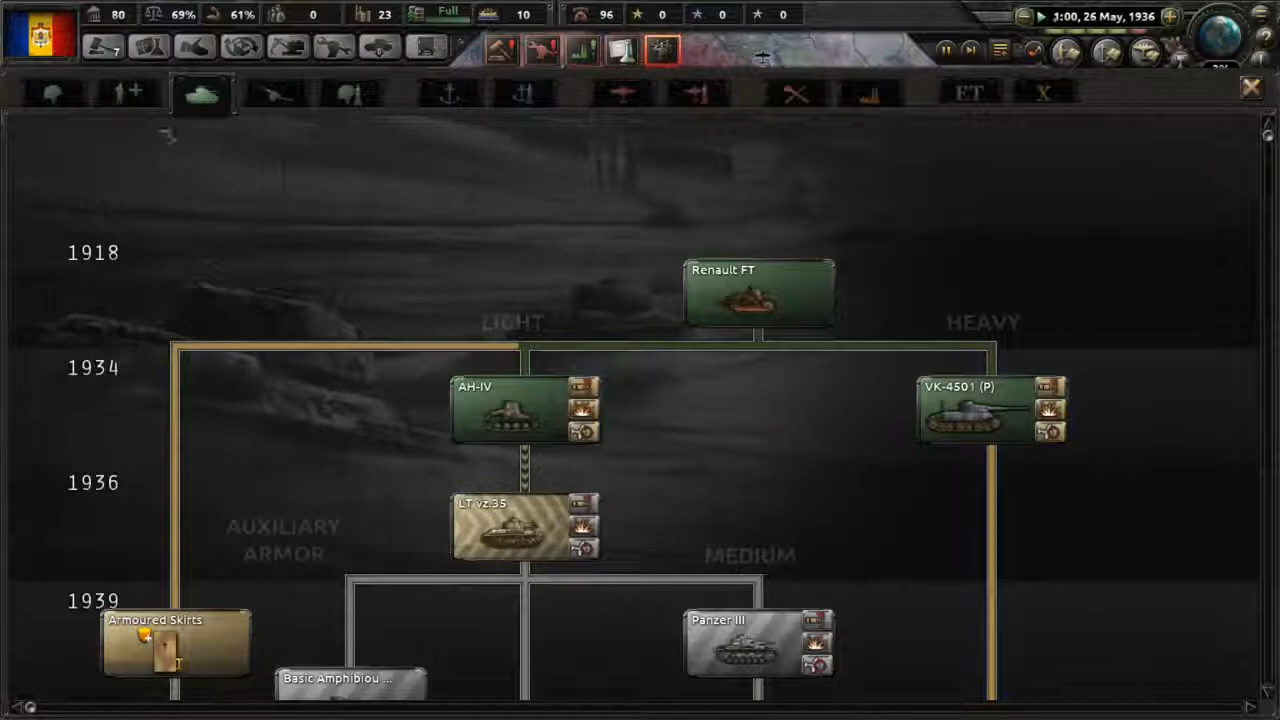 80 69% 61% 0 23 Full 10 96 0 0 0 1:00, 26 May, 1936
7
FT X
1918
Renault FT
LIGHT HEAVY
1934
AH-IV VK-4501 (P)
1936
LT vz.35
AUXILIARY
ARMOR
MEDIUM
1939
Armoured Skirts Panzer III
Basic Amphibiou ...